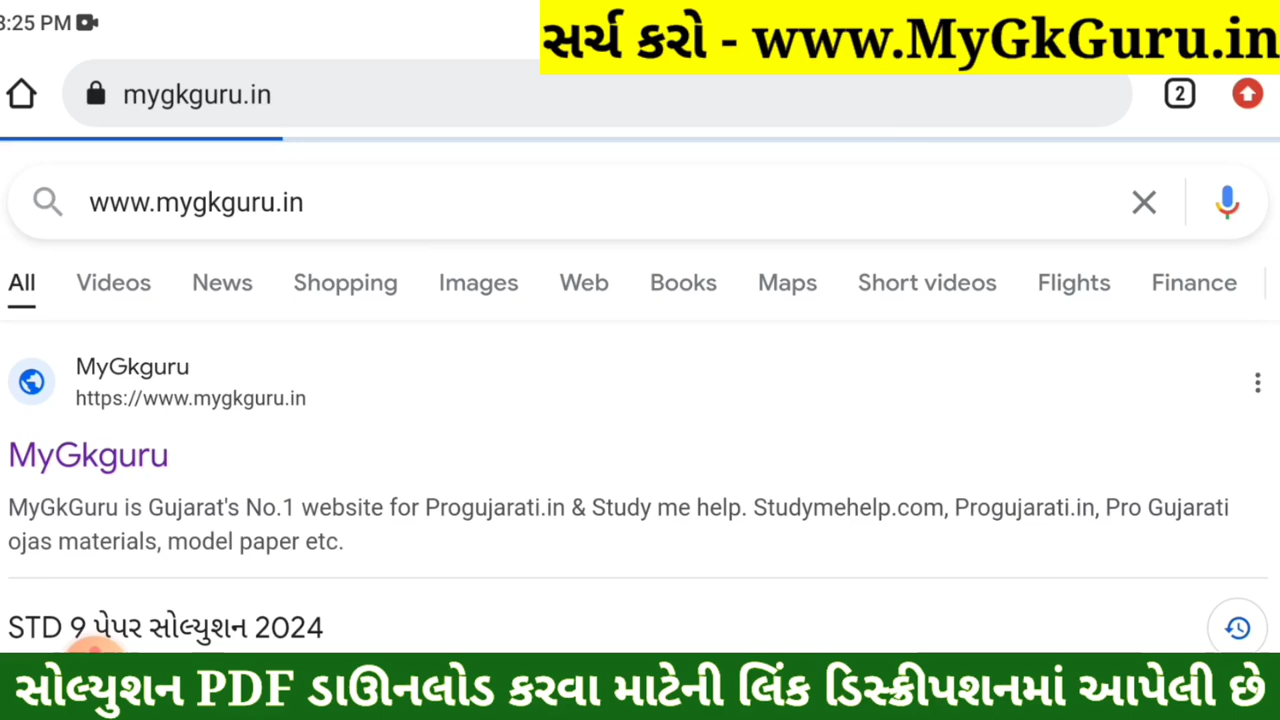 3:25 PM
સર્ચ કરો - www.MyGkGuru.in
mygkguru.in
2
www.mygkguru.in
All Videos News Shopping Images Web Books Maps Short videos Flights Finance
MyGkguru
https://www.mygkguru.in
MyGkguru
MyGkGuru is Gujarat's No.1 website for Progujarati.in & Study me help. Studymehelp.com, Progujarati.in, Pro Gujarati
ojas materials, model paper etc.
STD 9 પેપર સોલ્યુશન 2024
સોલ્યુશન PDF ડાઊનલોડ કરવા માટેની લિંક ડિસ્ક્રીપશનમાં આપેલી છે